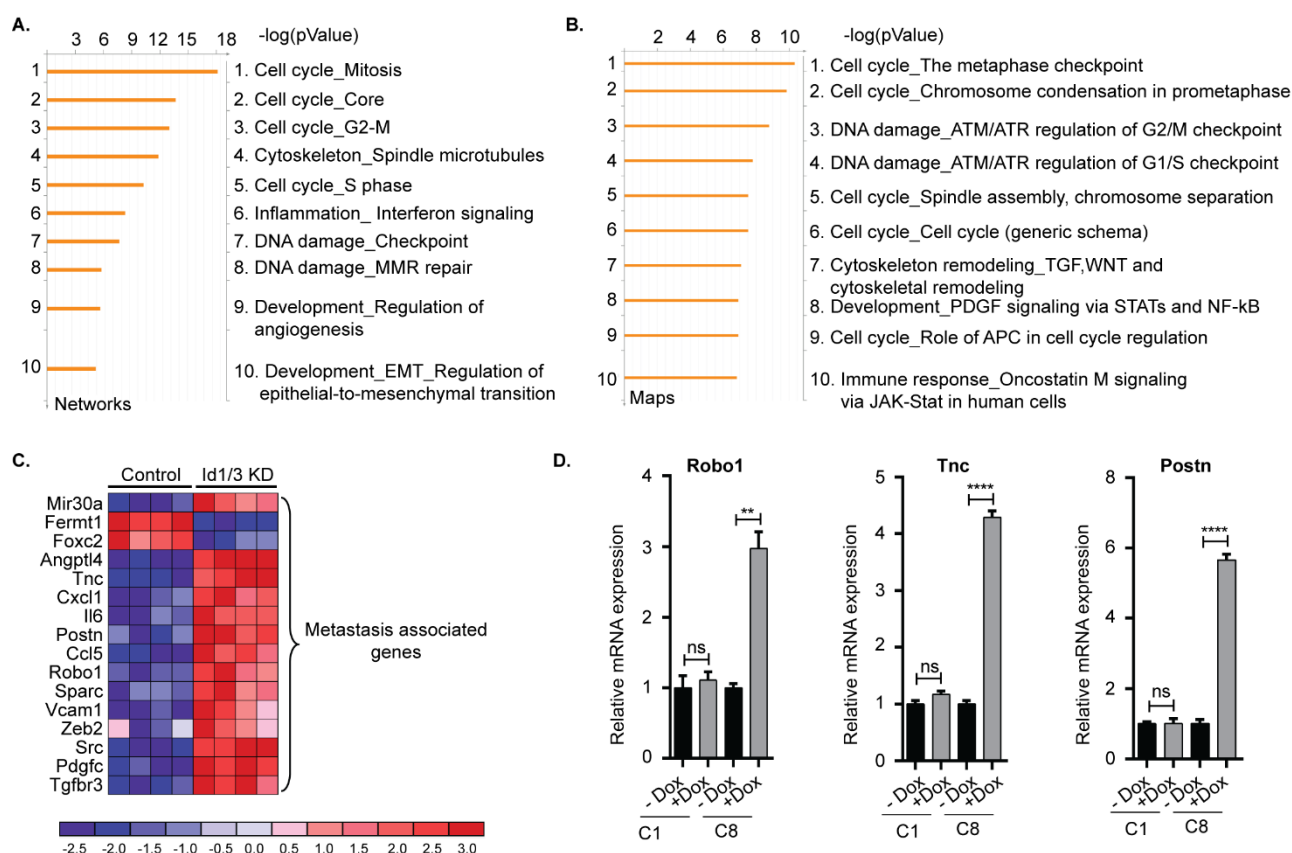 A.
3 6 9 12 15 18 -log(pValue)
1 1. Cell cycle_Mitosis
2 2. Cell cycle_Core
3 3. Cell cycle_G2-M
4 4. Cytoskeleton_Spindle microtubules
5 5. Cell cycle_S phase
6 6. Inflammation_ Interferon signaling
7 7. DNA damage_Checkpoint
8 8. DNA damage_MMR repair
9 9. Development_Regulation of
angiogenesis
10 10. Development_EMT_Regulation of
epithelial-to-mesenchymal transition
Networks
B.
-log(pValue)
2 4 6 8 10
1 1. Cell cycle_The metaphase checkpoint
2 2. Cell cycle_Chromosome condensation in prometaphase
3 3. DNA damage_ATM/ATR regulation of G2/M checkpoint
4 4. DNA damage_ATM/ATR regulation of G1/S checkpoint
5 5. Cell cycle_Spindle assembly, chromosome separation
6 6. Cell cycle_Cell cycle (generic schema)
7 7. Cytoskeleton remodeling_TGF,WNT and
cytoskeletal remodeling
8 8. Development_PDGF signaling via STATs and NF-kB
9 9. Cell cycle_Role of APC in cell cycle regulation
10 10. Immune response_Oncostatin M signaling
via JAK-Stat in human cells
Maps
C.
Control Id1/3 KD
Mir30a
Fermt1
Foxc2
Angptl4
Tnc
Cxcl1
Il6
Postn
Ccl5
Robo1
Sparc
Vcam1
Zeb2
Src
Pdgfc
Tgfbr3
Metastasis associated
genes
-2.5 -2.0 -1.5 -1.0 -0.5 0.0 0.5 1.0 1.5 2.0 2.5 3.0
D.
Robo1
Relative mRNA expression
4
3
2
1
0
ns
**
- Dox +Dox - Dox +Dox
C1 C8
Tnc
Relative mRNA expression
5
4
3
2
1
0
ns
****
- Dox +Dox - Dox +Dox
C1 C8
Postn
Relative mRNA expression
8
6
4
2
0
ns
****
- Dox +Dox - Dox +Dox
C1 C8